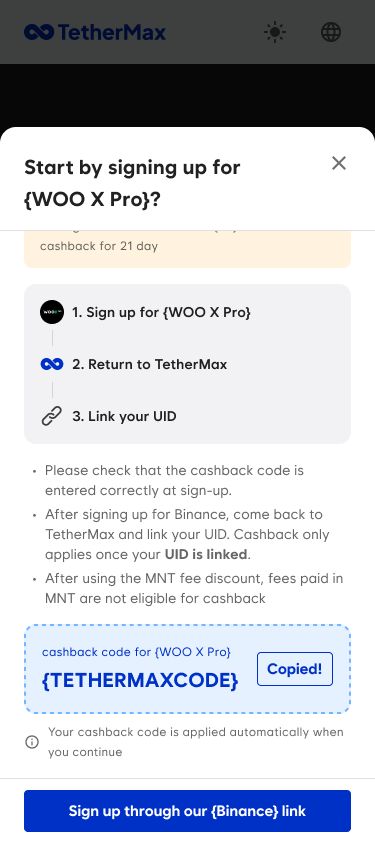 TetherMax
Start by signing up for
{WOO X Pro}?
cashback for 21 day
1. Sign up for {WOO X Pro}
2. Return to TetherMax
3. Link your UID
• Please check that the cashback code is
entered correctly at sign-up.
• After signing up for Binance, come back to
TetherMax and link your UID. Cashback only
applies once your UID is linked.
• After using the MNT fee discount, fees paid in
MNT are not eligible for cashback
cashback code for {WOO X Pro}
{TETHERMAXCODE}
Copied!
Your cashback code is applied automatically when
you continue
Sign up through our {Binance} link